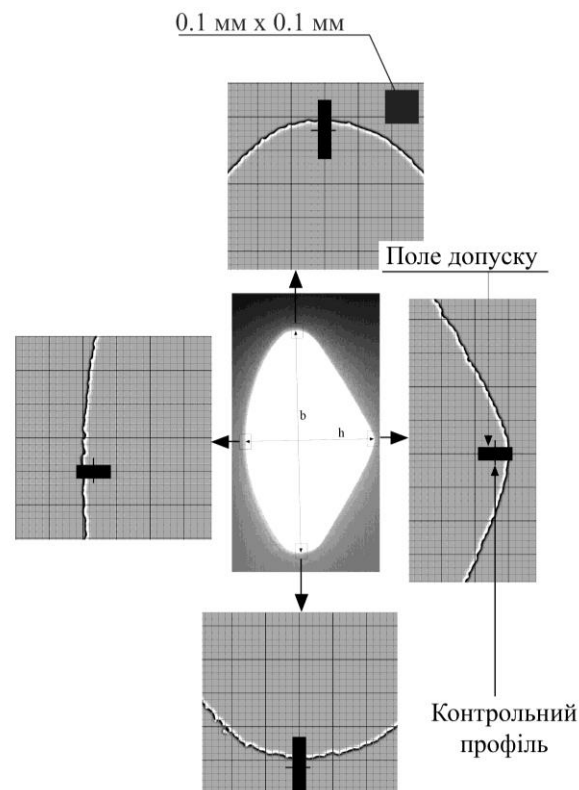 0.1 мм x 0.1 мм
Поле допуску
b
h
Контрольний
профіль